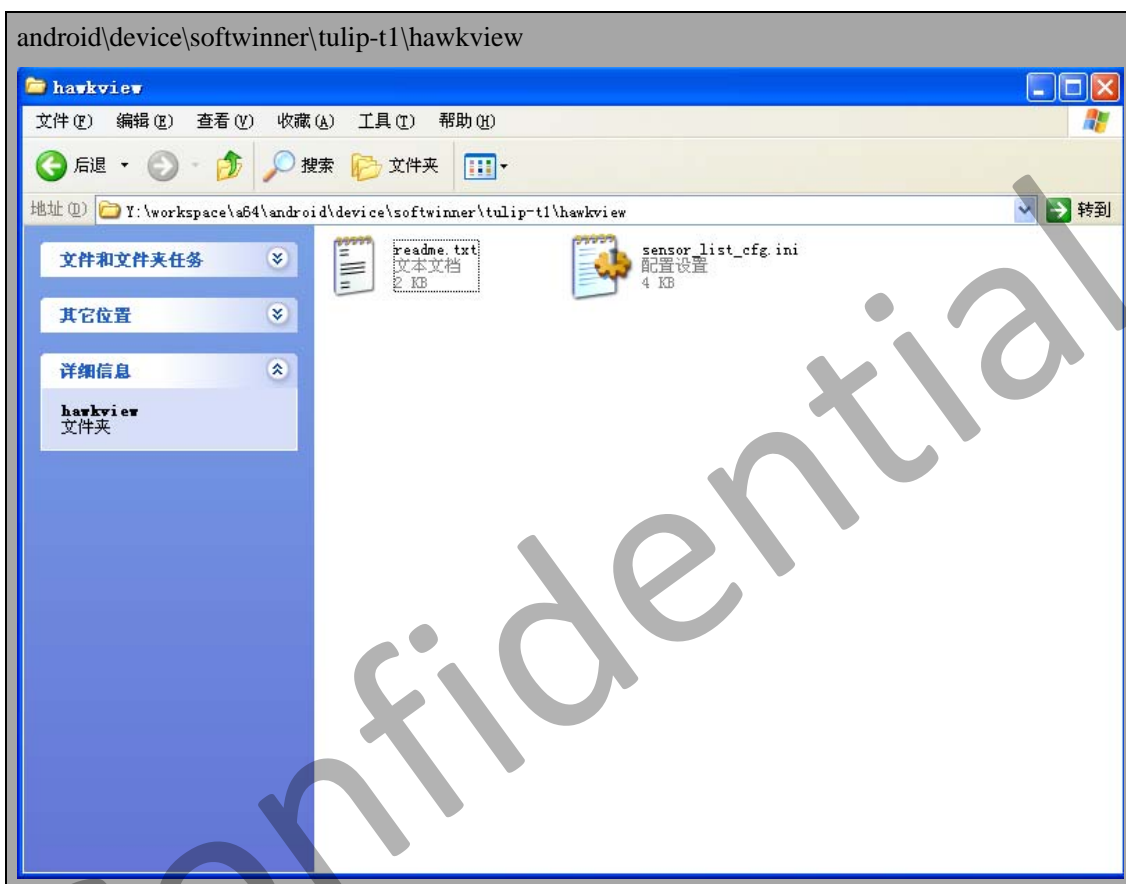 android\device\softwinner\tulip-t1\hawkview
hawkview
文件(F) 编辑(E) 查看(V) 收藏(A) 工具(T) 帮助(H)
后退 搜索 文件夹
地址(D) Y:\workspace\a64\android\device\softwinner\tulip-t1\hawkview 转到
文件和文件夹任务
其它位置
详细信息
hawkview
文件夹
readme.txt
文本文档
2 KB
sensor_list_cfg.ini
配置设置
4 KB
onfidential